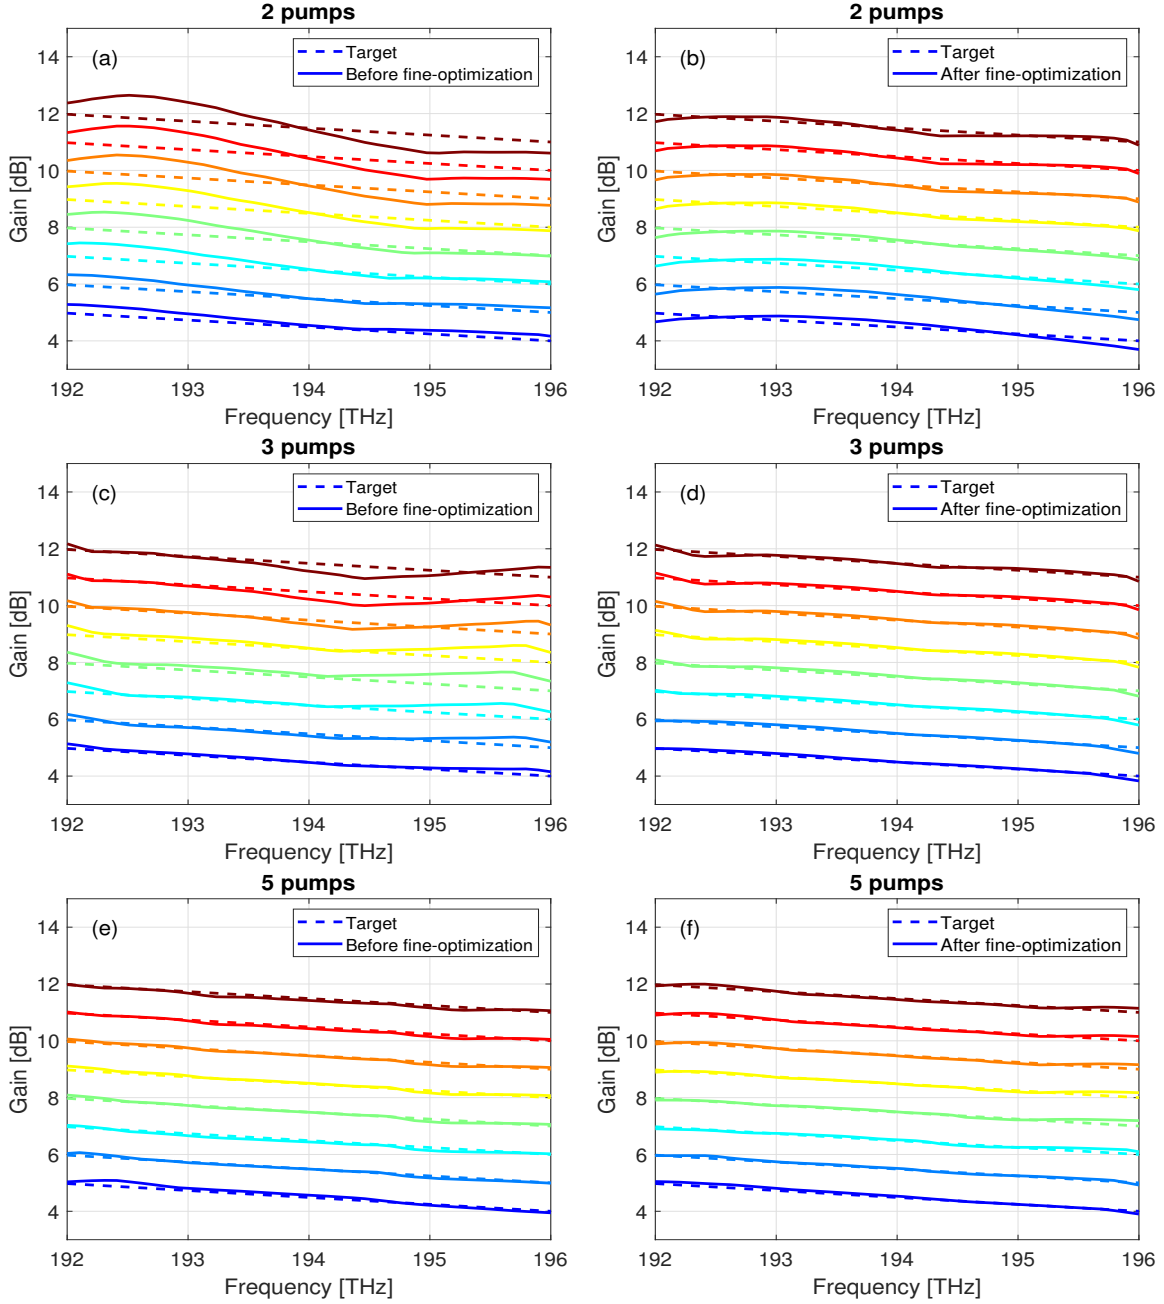 2 pumps
(a)
Target
Before fine-optimization
14
12
10
8
6
4
Gain [dB]
192 193 194 195 196
Frequency [THz]
2 pumps
(b)
Target
After fine-optimization
14
12
10
8
6
4
Gain [dB]
192 193 194 195 196
Frequency [THz]
3 pumps
(c)
Target
Before fine-optimization
14
12
10
8
6
4
Gain [dB]
192 193 194 195 196
Frequency [THz]
3 pumps
(d)
Target
After fine-optimization
14
12
10
8
6
4
Gain [dB]
192 193 194 195 196
Frequency [THz]
5 pumps
(e)
Target
Before fine-optimization
14
12
10
8
6
4
Gain [dB]
192 193 194 195 196
Frequency [THz]
5 pumps
(f)
Target
After fine-optimization
14
12
10
8
6
4
Gain [dB]
192 193 194 195 196
Frequency [THz]